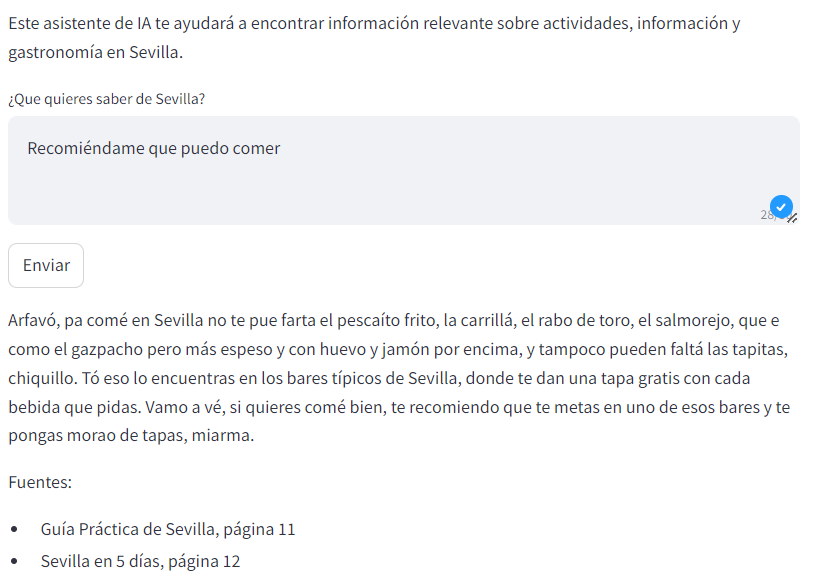 Este asistente de IA te ayudará a encontrar información relevante sobre actividades, información y
gastronomía en Sevilla.
¿Que quieres saber de Sevilla?
Recomiéndame que puedo comer
Enviar
Arfavó, pa comé en Sevilla no te pue farta el pescaíto frito, la carrillá, el rabo de toro, el salmorejo, que e
como el gazpacho pero más espeso y con huevo y jamón por encima, y tampoco pueden faltá las tapitas,
chiquillo. Tó eso lo encuentras en los bares típicos de Sevilla, donde te dan una tapa gratis con cada
bebida que pidas. Vamo a vé, si quieres comé bien, te recomiendo que te metas en uno de esos bares y te
pongas morao de tapas, miarma.
Fuentes:
• Guía Práctica de Sevilla, página 11
• Sevilla en 5 días, página 12